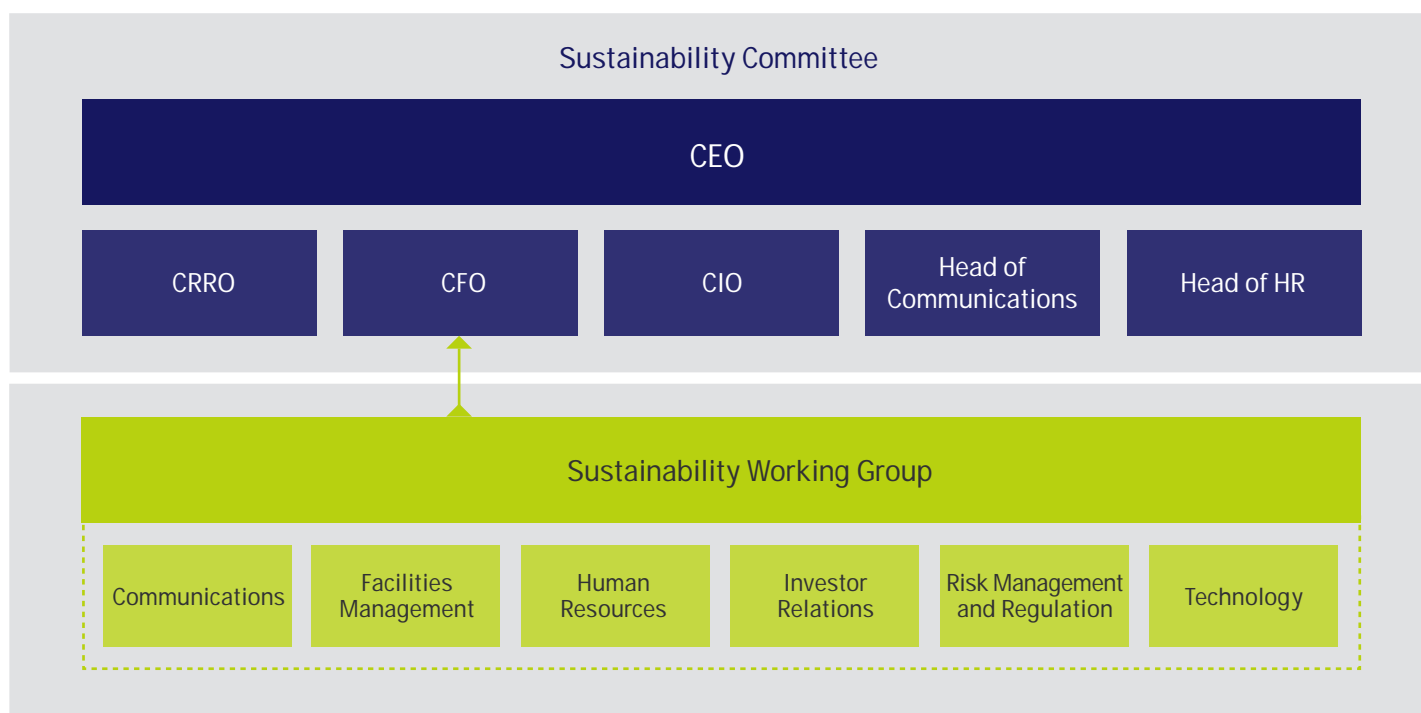 Sustainability Committee
CEO
CRRO
CFO
CIO
Head of
Communications
Head of HR
Sustainability Working Group
Communications
Facilities
Management
Human
Resources
Investor
Relations
Risk Management
and Regulation
Technology